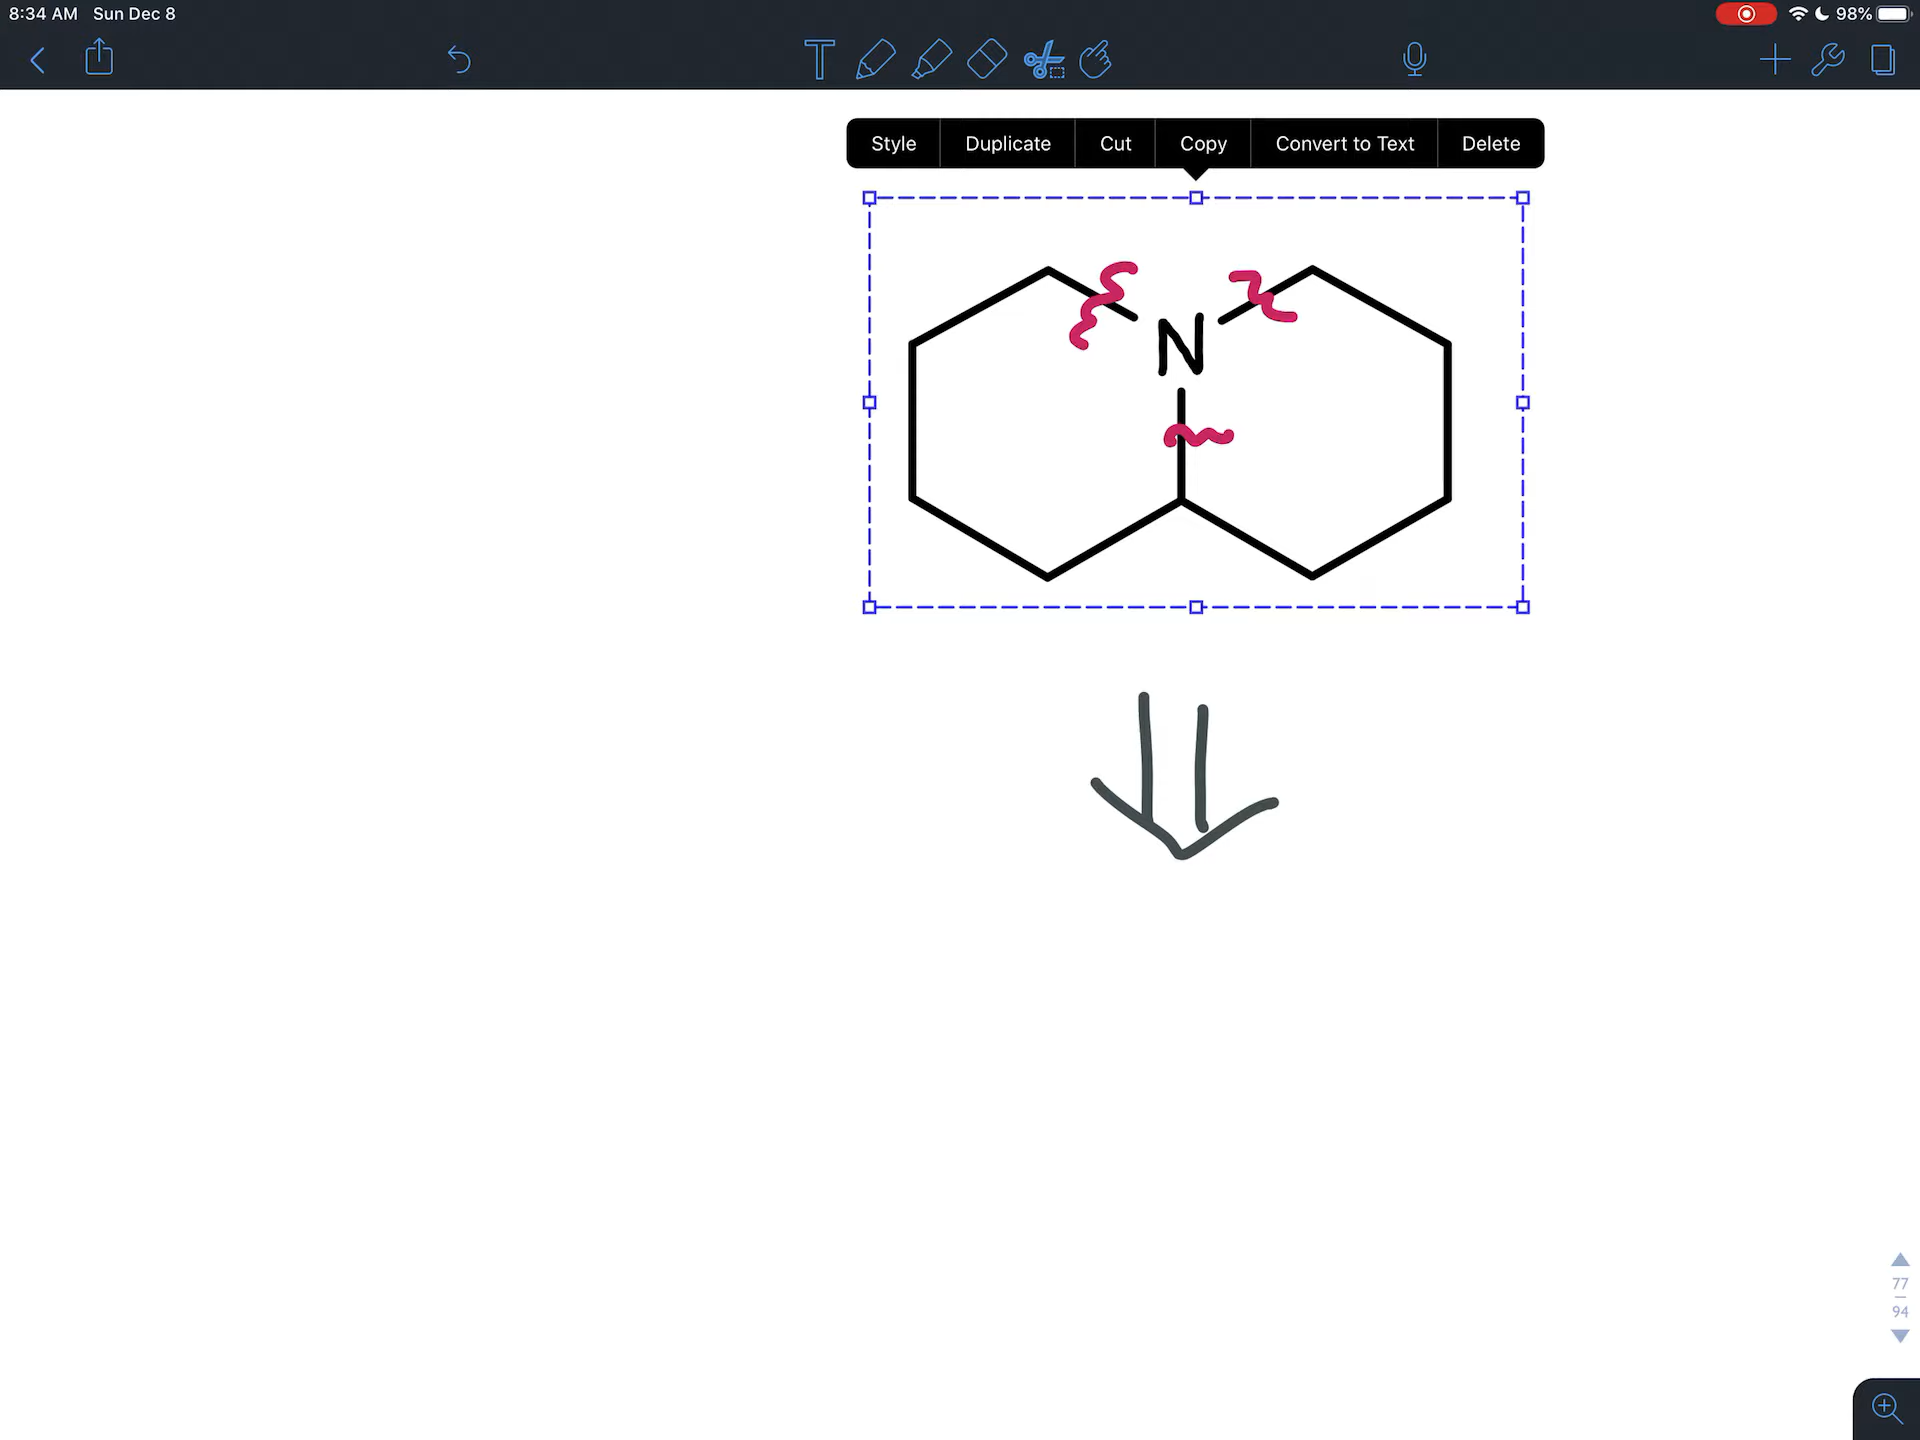 8:34 AM Sun Dec 8
98%
T
Style Duplicate Cut Copy Convert to Text Delete
N
77
94